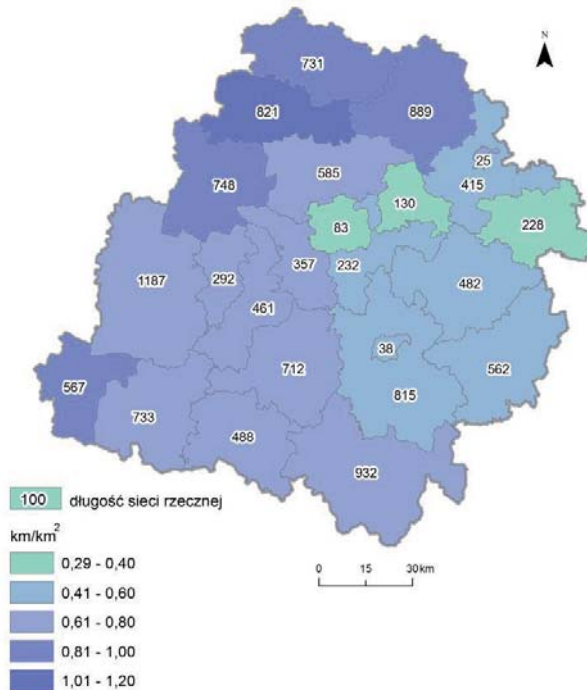 731
N
821
889
25
585
415
748
130
83
228
232
357
292
1187
482
461
38
712
562
567
815
733
488
932
100 długość sieci rzecznej
km/km²
0,29 - 0,40
0 15 30 km
0,41 - 0,60
0,61 - 0,80
0,81 - 1,00
1,01 - 1,20